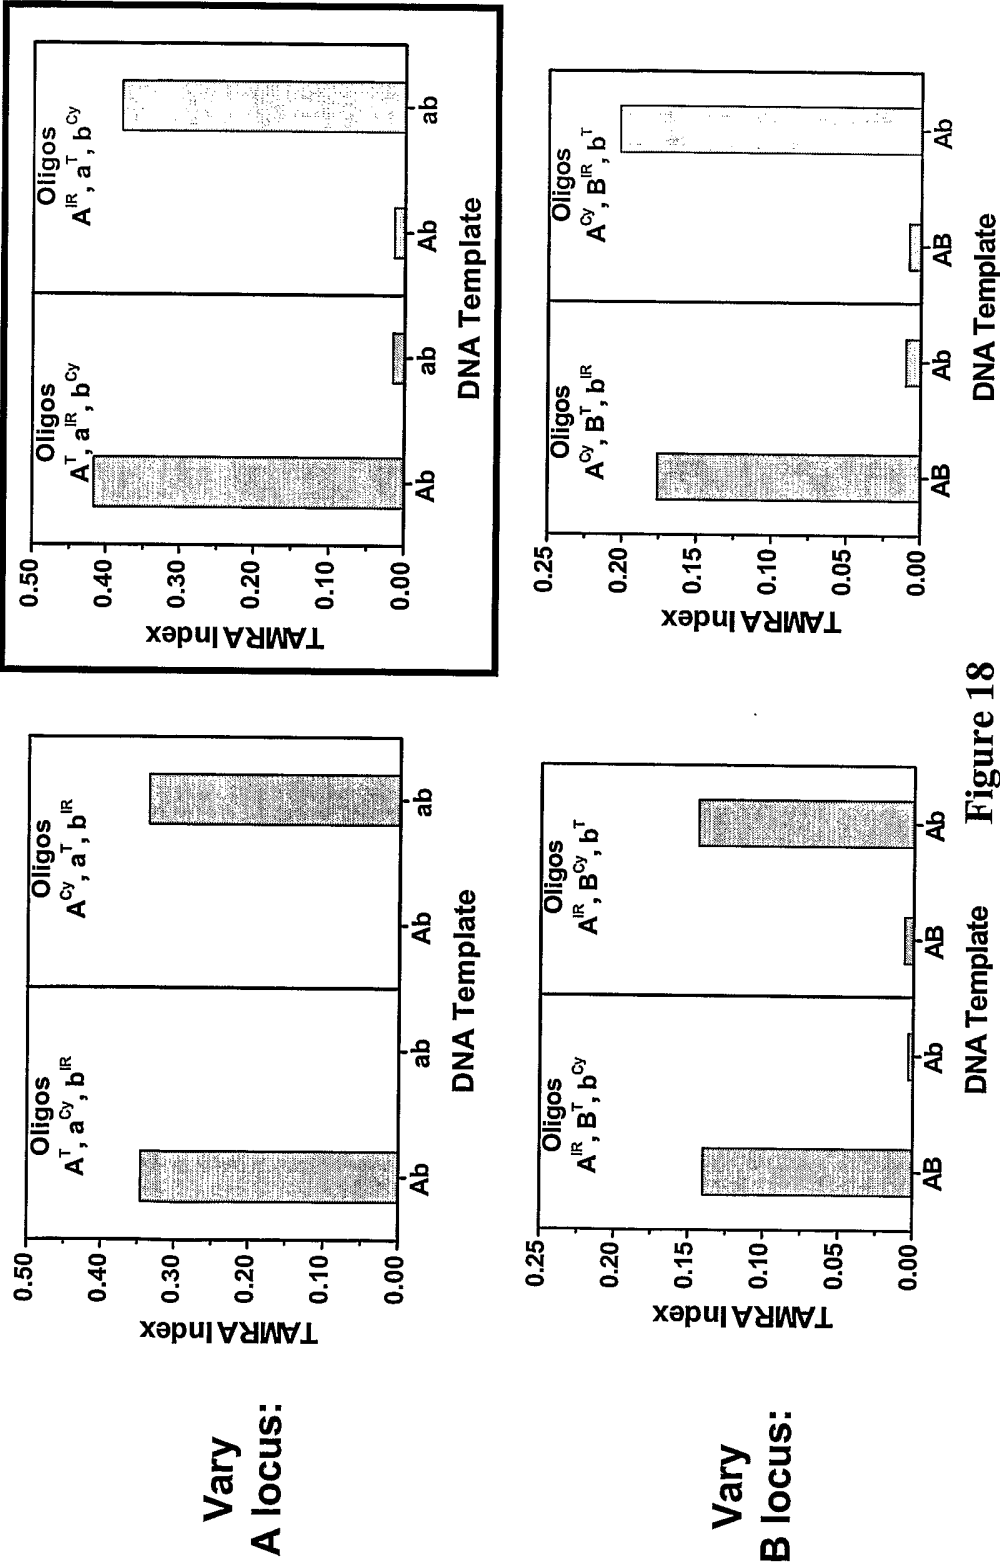 Vary
A locus:
TAMRA Index
0.50
0.40
0.30
0.20
0.10
0.00
Oligos
A^T, a^Cy, b^IR
Oligos
A^Cy, a^T, b^IR
Ab
ab
Ab
ab
DNA Template
TAMRA Index
0.50
0.40
0.30
0.20
0.10
0.00
Oligos
A^T, a^IR, b^Cy
Oligos
A^IR, a^T, b^Cy
Ab
ab
Ab
ab
DNA Template
Vary
B locus:
TAMRA Index
0.25
0.20
0.15
0.10
0.05
0.00
Oligos
A^IR, B^T, b^Cy
Oligos
A^IR, B^Cy, b^T
AB
Ab
AB
Ab
DNA Template
TAMRA Index
0.25
0.20
0.15
0.10
0.05
0.00
Oligos
A^Cy, B^T, b^IR
Oligos
A^Cy, B^IR, b^T
AB
Ab
AB
Ab
DNA Template
Figure 18